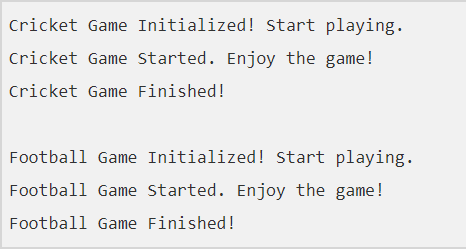 Cricket Game Initialized! Start playing.
Cricket Game Started. Enjoy the game!
Cricket Game Finished!

Football Game Initialized! Start playing.
Football Game Started. Enjoy the game!
Football Game Finished!